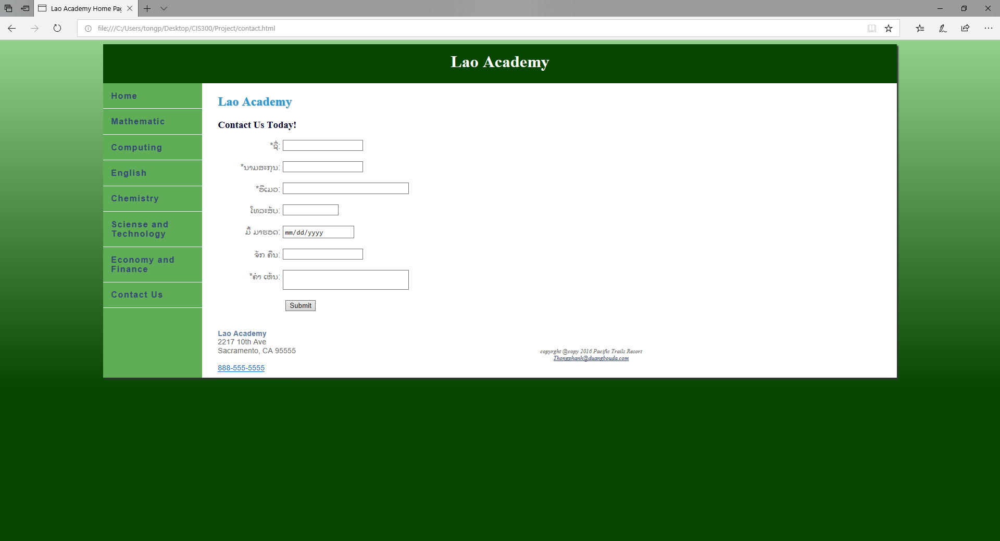 Lao Academy Home Pag
file:///C:/Users/tongp/Desktop/CIS300/Project/contact.html
Lao Academy
Home
Mathematic
Computing
English
Chemistry
Sciense and
Technology
Economy and
Finance
Contact Us
Lao Academy
Contact Us Today!
*ຊື່:
*ນາມສະກຸນ:
*ອີເມວ:
ໂທລະສັບ:
ມື້ ມາຮອດ:
mm/dd/yyyy
ຈັກ ຄືນ:
*ຄຳ ເຫັນ:
Submit
Lao Academy
2217 10th Ave
Sacramento, CA 95555
888-555-5555
copyrght @copy 2016 Pacific Trails Resort
Thongphanh@duangbouda.com